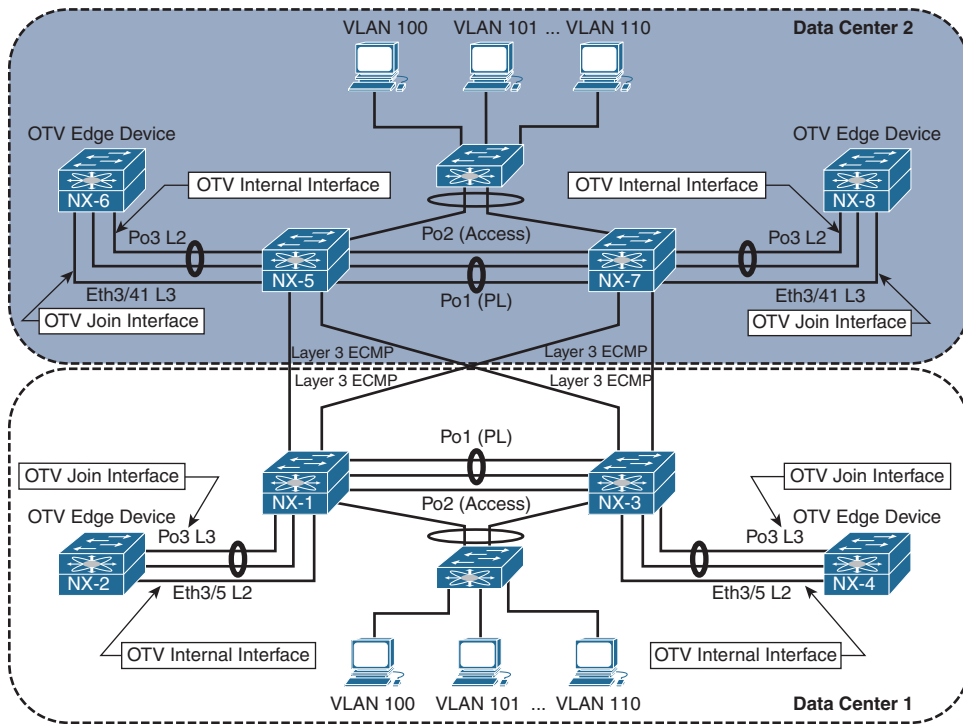 VLAN 100 VLAN 101 ... VLAN 110 Data Center 2
OTV Edge Device OTV Edge Device
NX-6 OTV Internal Interface OTV Internal Interface NX-8
Po3 L2 Po2 (Access) Po3 L2
NX-5 NX-7
Eth3/41 L3 Po1 (PL) Eth3/41 L3
OTV Join Interface OTV Join Interface
Layer 3 ECMP Layer 3 ECMP
Layer 3 ECMP Layer 3 ECMP
Po1 (PL)
OTV Join Interface OTV Join Interface
NX-1 Po2 (Access) NX-3
OTV Edge Device OTV Edge Device
Po3 L3 Po3 L3
NX-2 NX-4
Eth3/5 L2 Eth3/5 L2
OTV Internal Interface OTV Internal Interface
VLAN 100 VLAN 101 ... VLAN 110 Data Center 1